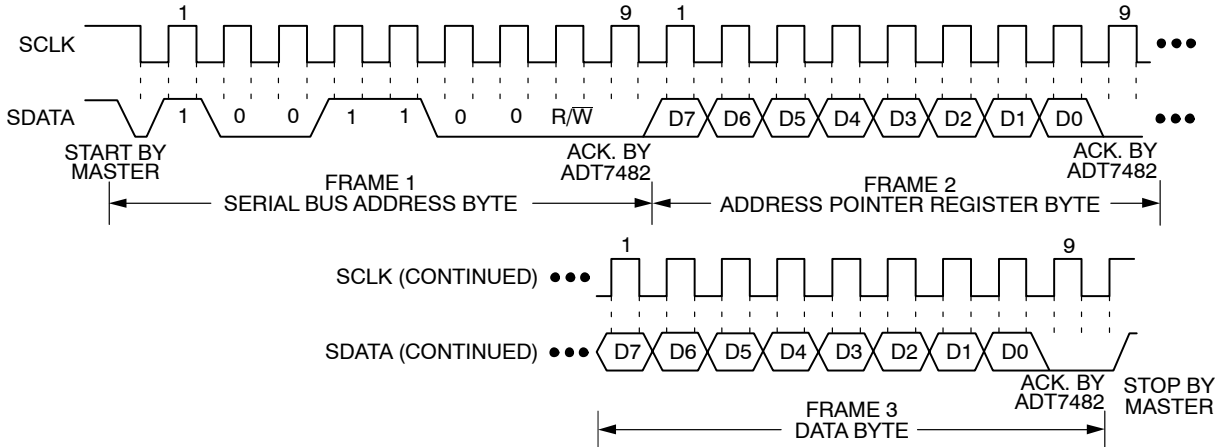 1 9 1 9
SCLK
SDATA 1 0 0 1 1 0 0 R/W̅ D7 D6 D5 D4 D3 D2 D1 D0
START BY
MASTER
ACK. BY
ADT7482
ACK. BY
ADT7482
FRAME 1
SERIAL BUS ADDRESS BYTE
FRAME 2
ADDRESS POINTER REGISTER BYTE
1 9
SCLK (CONTINUED)
SDATA (CONTINUED) D7 D6 D5 D4 D3 D2 D1 D0
ACK. BY
ADT7482
STOP BY
MASTER
FRAME 3
DATA BYTE